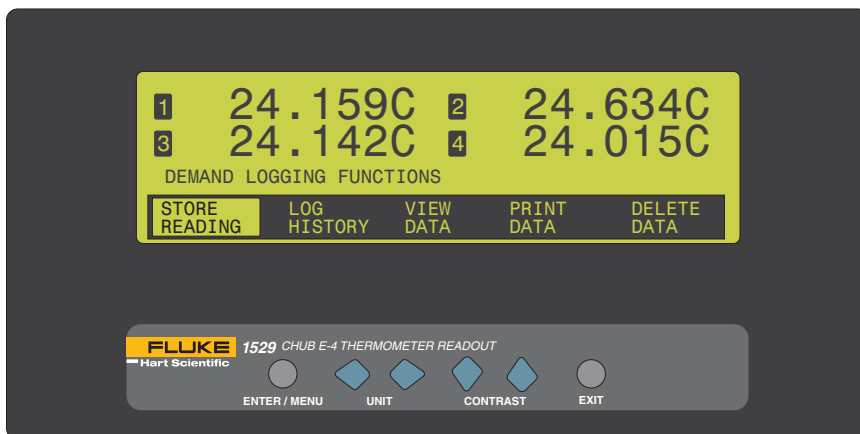 1 24.159C 2 24.634C
3 24.142C 4 24.015C
DEMAND LOGGING FUNCTIONS
STORE LOG VIEW PRINT DELETE
READING HISTORY DATA DATA DATA
FLUKE 1529 CHUB E-4 THERMOMETER READOUT
Hart Scientific
ENTER / MENU UNIT CONTRAST EXIT